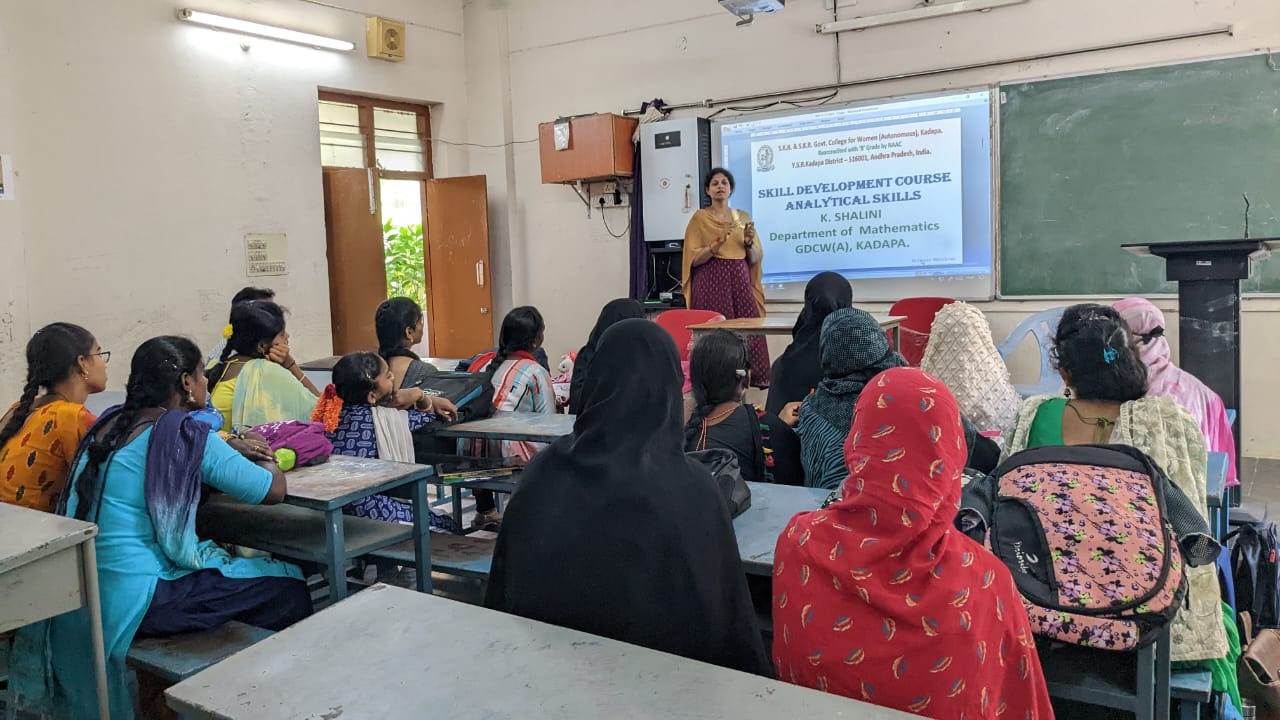 S.K.R. & S.K.R. Govt. College for Women (Autonomous), Kadapa.
Reaccredited with 'B' Grade by NAAC
Y.S.R.Kadapa District – 516001, Andhra Pradesh, India.
SKILL DEVELOPMENT COURSE
ANALYTICAL SKILLS
K. SHALINI
Department of Mathematics
GDCW(A), KADAPA.